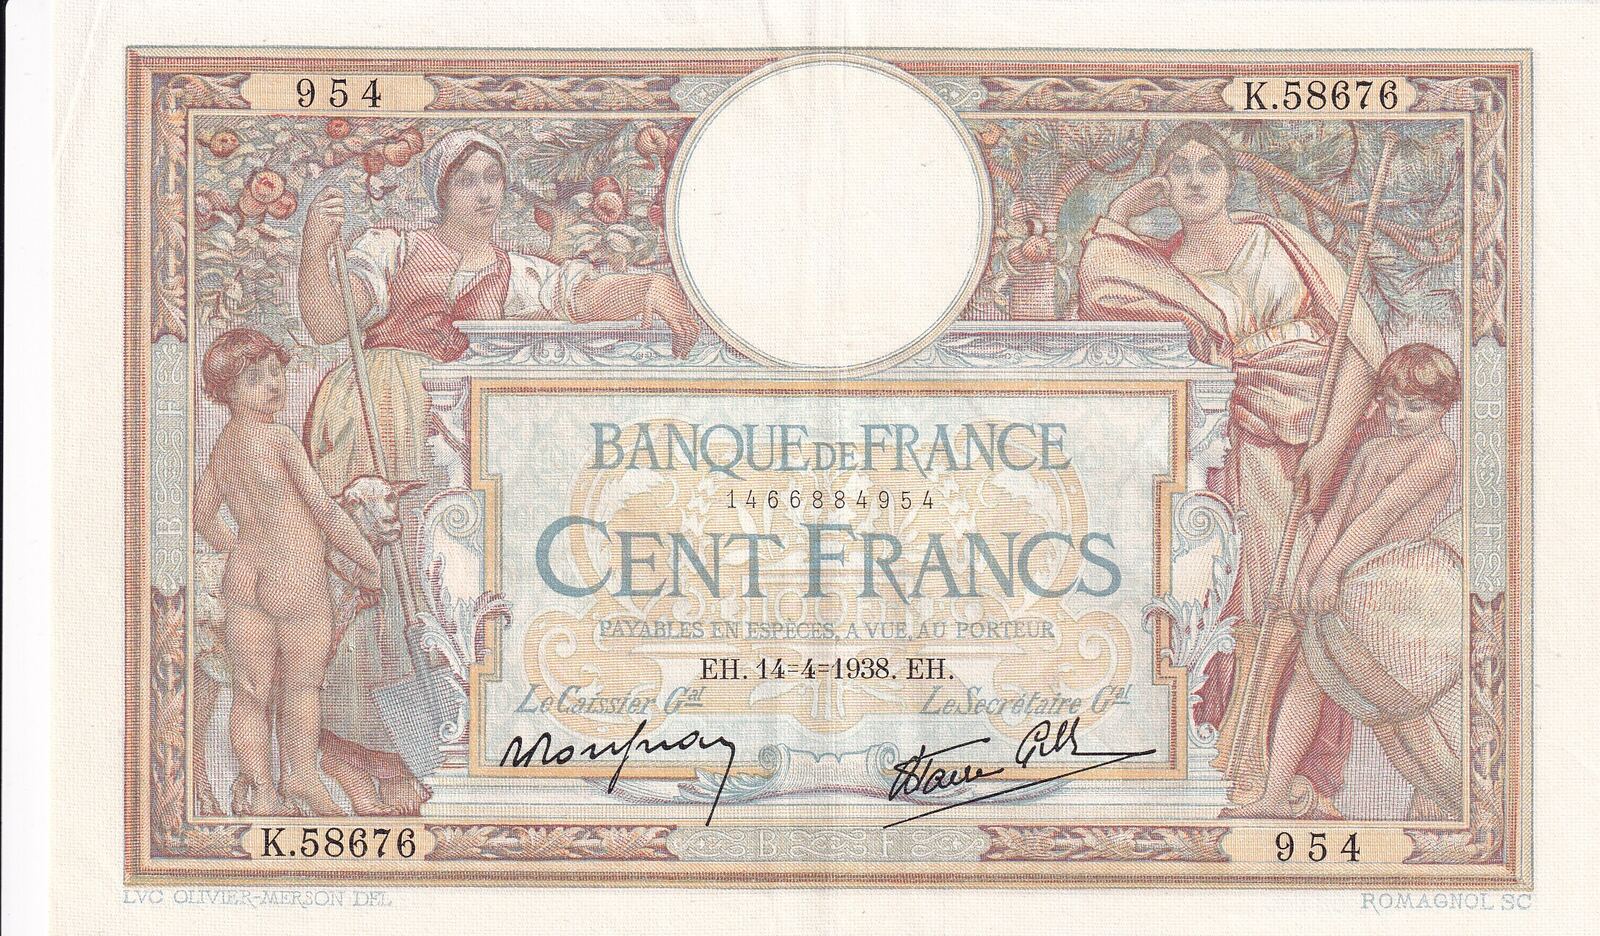 954
K.58676
BANQUE DE FRANCE
1466884954
CENT FRANCS
PAYABLES EN ESPÈCES, A VUE, AU PORTEUR
EH. 14=4=1938. EH.
Le Caissier Gal
Le Secrétaire Gal
K.58676
B F
954
B F
B F
LVC OLIVIER-MERSON DEL
ROMAGNOL SC